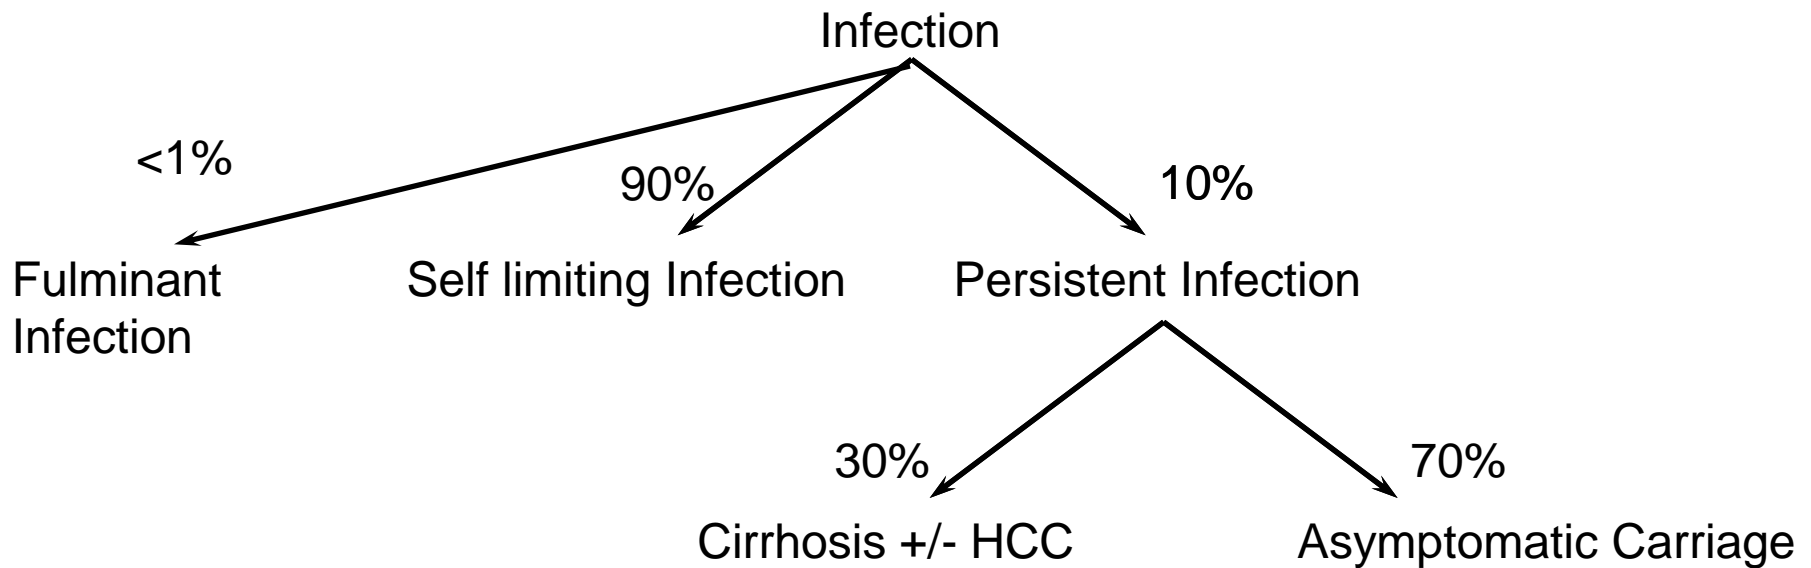 Infection
<1%
90%
10%
Fulminant
Infection
Self limiting Infection
Persistent Infection
30%
70%
Cirrhosis +/- HCC
Asymptomatic Carriage